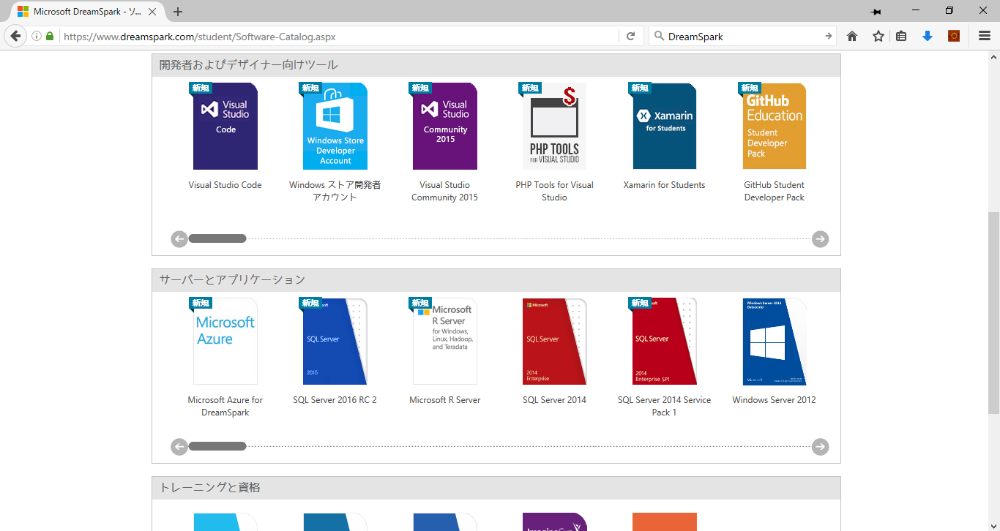 Microsoft DreamSpark - ソ...
https://www.dreamspark.com/student/Software-Catalog.aspx
DreamSpark
開発者およびデザイナー向けツール
新規
Visual Studio
Code
新規
Windows Store
Developer
Account
新規
Visual Studio
Community
2015
新規
$
PHP TOOLS
FOR VISUAL STUDIO
新規
Xamarin
for Students
新規
GitHub
Education
Student
Developer
Pack
Visual Studio Code
Windows ストア開発者
アカウント
Visual Studio
Community 2015
PHP Tools for Visual
Studio
Xamarin for Students
GitHub Student
Developer Pack
サーバーとアプリケーション
新規
Microsoft
Azure
新規
SQL Server
2016
新規
Microsoft
R Server
for Windows,
Linux, Hadoop,
and Teradata
Microsoft
SQL Server
2014
Enterprise
新規
SQL Server
2014
Enterprise SP1
Windows Server 2012
Datacenter
Microsoft
Microsoft Azure for
DreamSpark
SQL Server 2016 RC 2
Microsoft R Server
SQL Server 2014
SQL Server 2014 Service
Pack 1
Windows Server 2012
トレーニングと資格